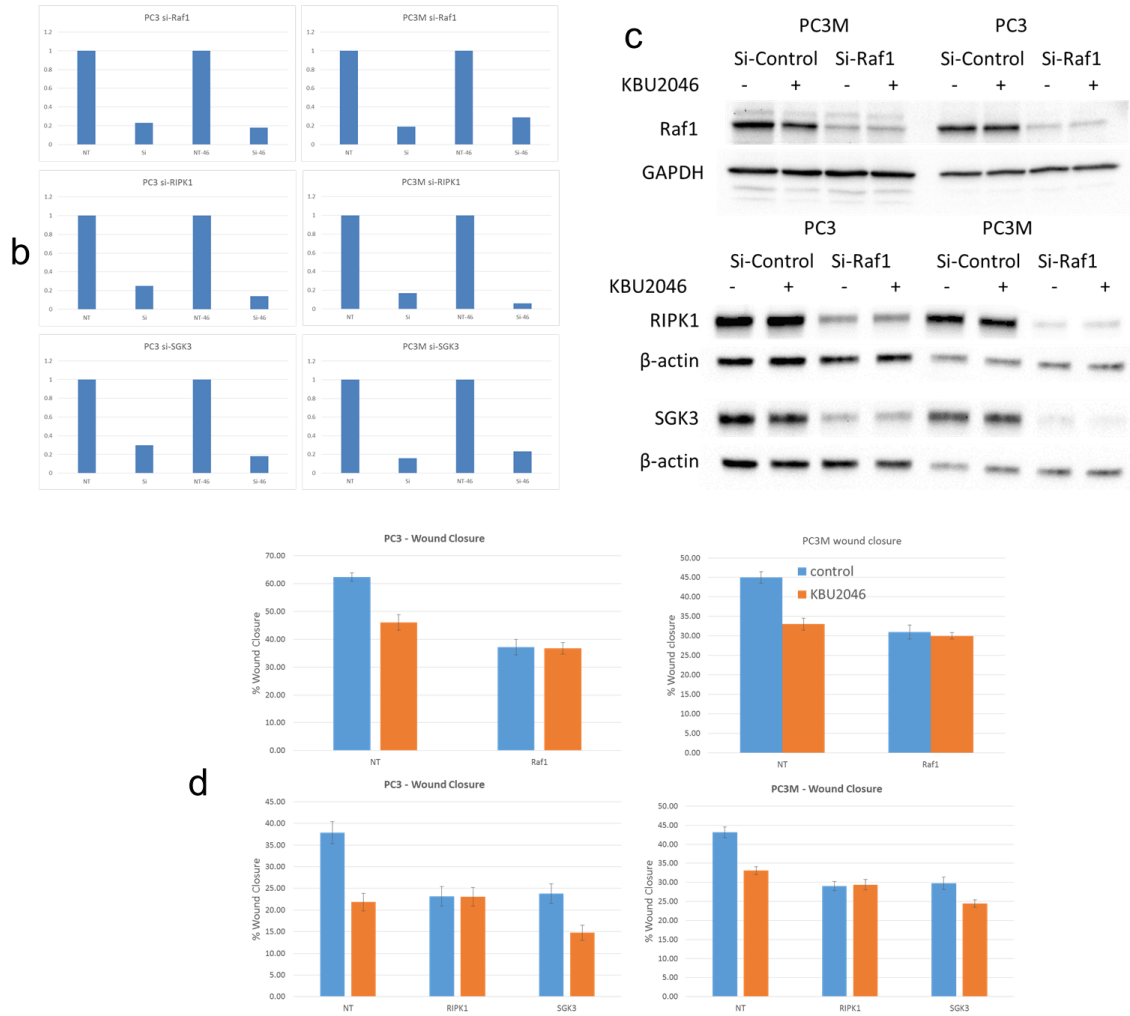 b
PC3 si-Raf1
1.2
1
0.8
0.6
0.4
0.2
0
NT Si NT-46 Si-46
PC3M si-Raf1
1.2
1
0.8
0.6
0.4
0.2
0
NT Si NT-46 Si-46
PC3 si-RIPK1
1.2
1
0.8
0.6
0.4
0.2
0
NT Si NT-46 Si-46
PC3M si-RIPK1
1.2
1
0.8
0.6
0.4
0.2
0
NT Si NT-46 Si-46
PC3 si-SGK3
1.2
1
0.8
0.6
0.4
0.2
0
NT Si NT-46 Si-46
PC3M si-SGK3
1.2
1
0.8
0.6
0.4
0.2
0
NT Si NT-46 Si-46
c
PC3M PC3
Si-Control Si-Raf1 Si-Control Si-Raf1
KBU2046 - + - + - + - +
Raf1
GAPDH
PC3 PC3M
Si-Control Si-Raf1 Si-Control Si-Raf1
KBU2046 - + - + - + - +
RIPK1
β-actin
SGK3
β-actin
d
PC3 - Wound Closure
% Wound Closure
70.00
60.00
50.00
40.00
30.00
20.00
10.00
0.00
NT Raf1
PC3M wound closure
control
KBU2046
% Wound closure
50.00
45.00
40.00
35.00
30.00
25.00
20.00
15.00
10.00
5.00
0.00
NT Raf1
PC3 - Wound Closure
% Wound Closure
45.00
40.00
35.00
30.00
25.00
20.00
15.00
10.00
5.00
0.00
NT RIPK1 SGK3
PC3M - Wound Closure
% Wound Closure
50.00
45.00
40.00
35.00
30.00
25.00
20.00
15.00
10.00
5.00
0.00
NT RIPK1 SGK3